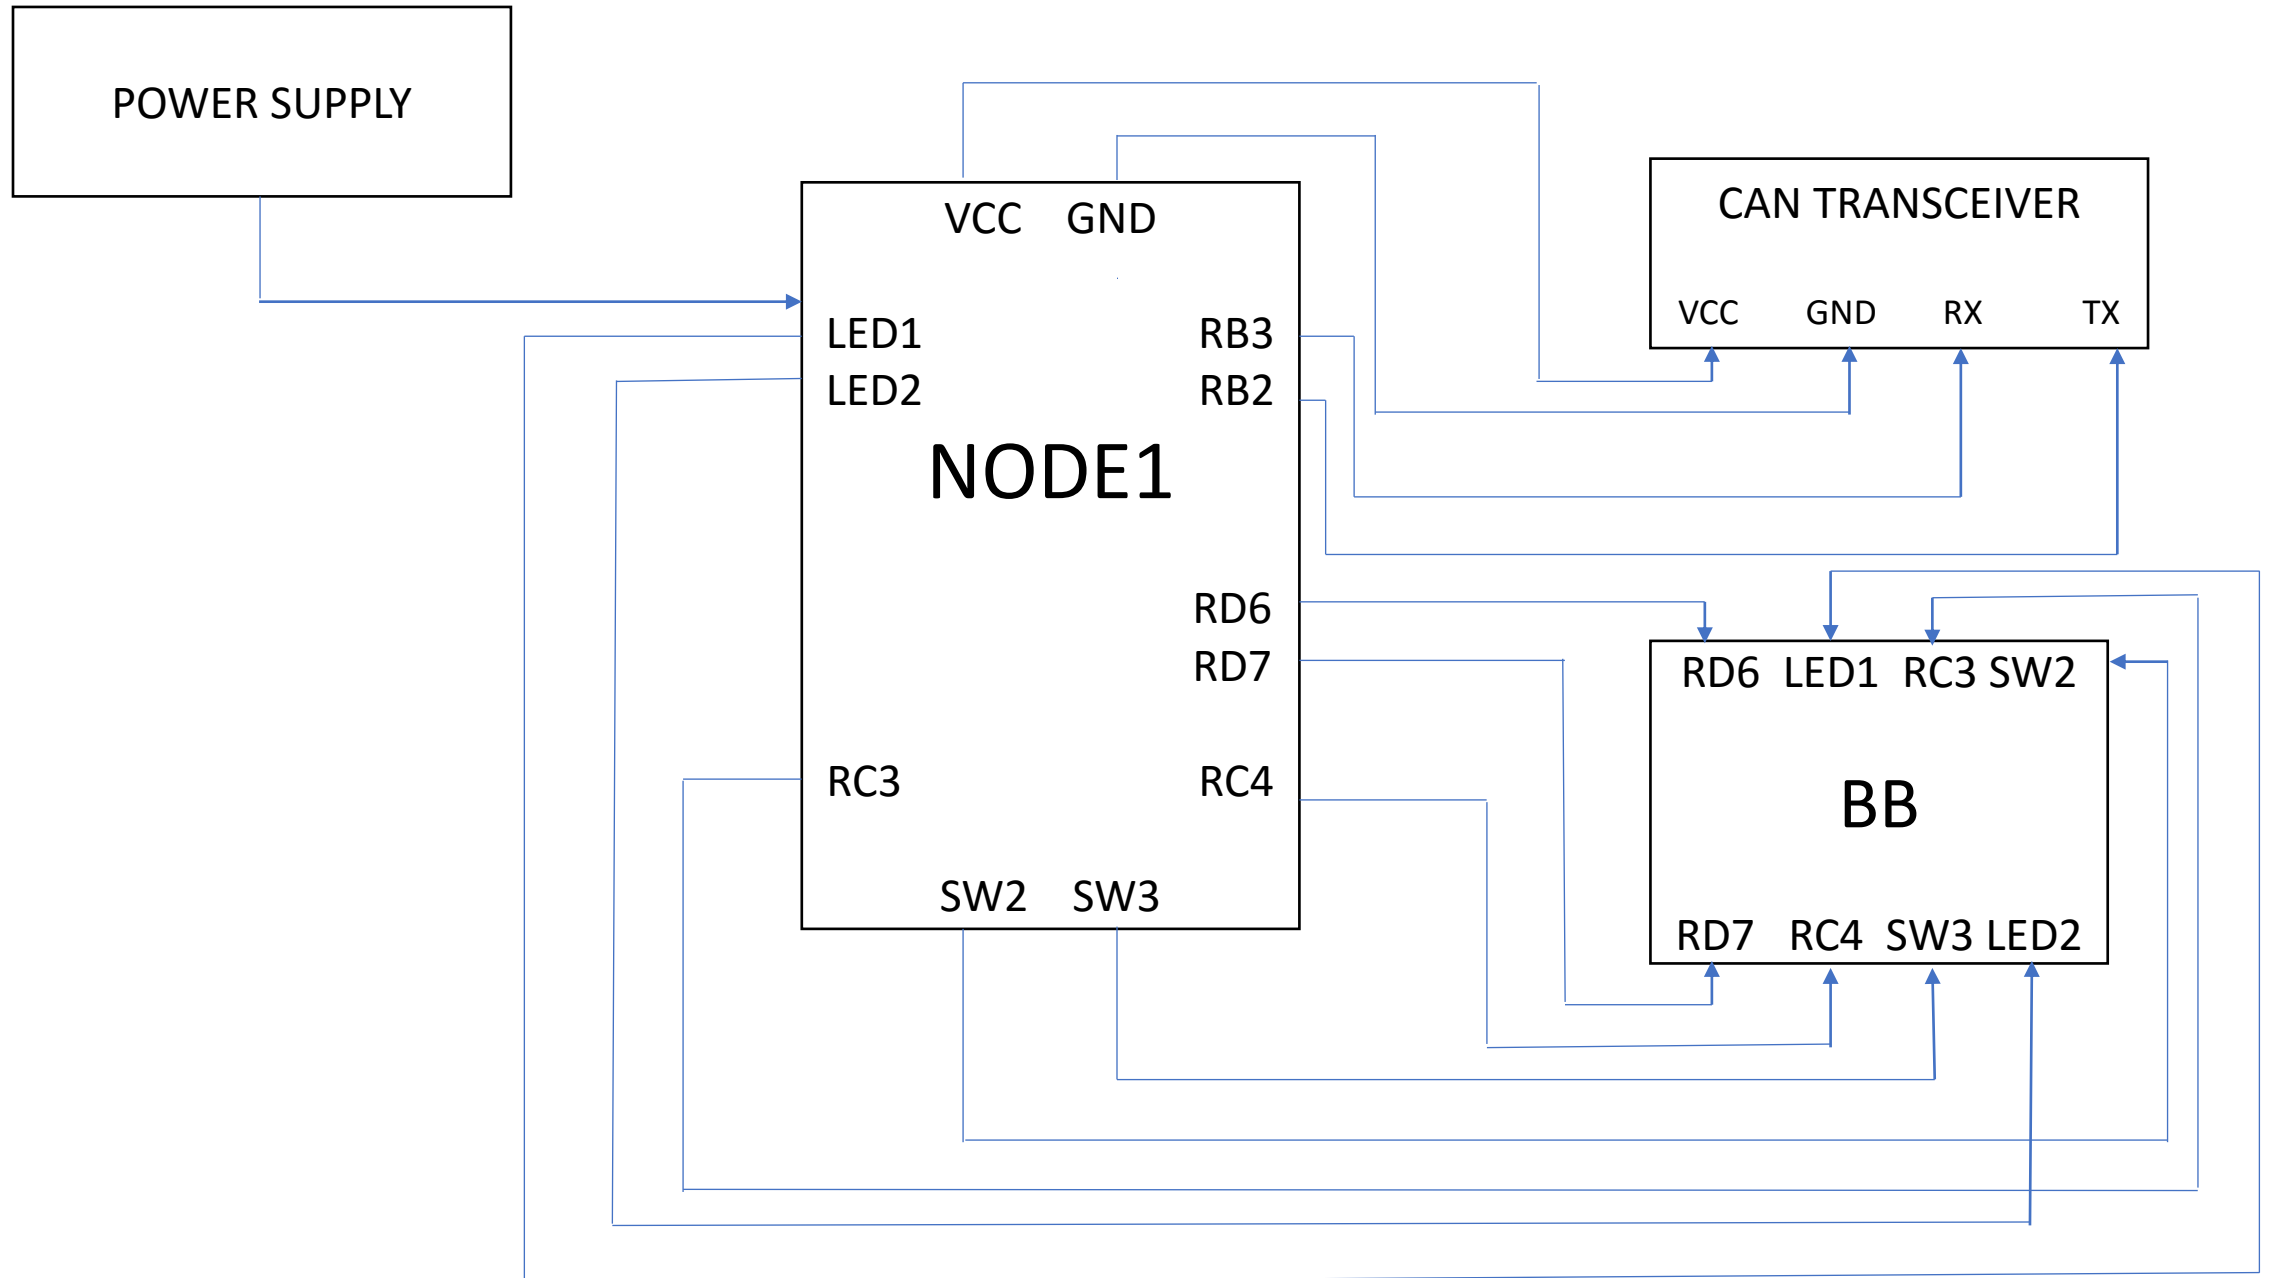 POWER SUPPLY
VCC GND
LED1 RB3
LED2 RB2
NODE1
RD6
RD7
RC3 RC4
SW2 SW3
CAN TRANSCEIVER
VCC GND RX TX
RD6 LED1 RC3 SW2
BB
RD7 RC4 SW3 LED2